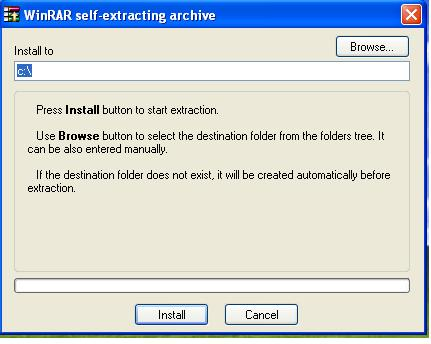 WinRAR self-extracting archive
Install to
Browse...
c:\
Press Install button to start extraction.
Use Browse button to select the destination folder from the folders tree. It
can be also entered manually.
If the destination folder does not exist, it will be created automatically before
extraction.
Install
Cancel